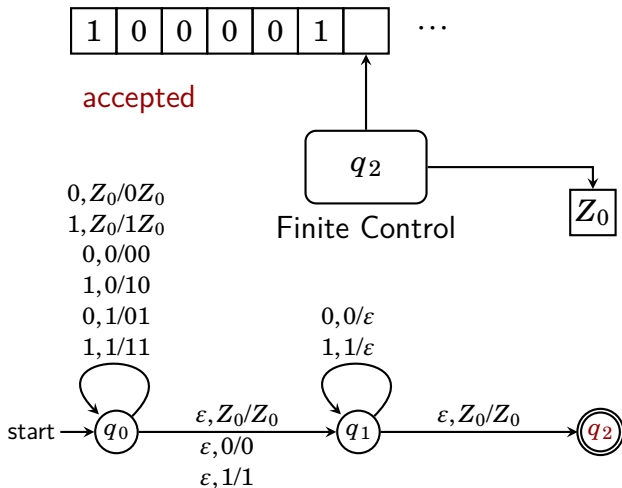 1 0 0 0 0 1 ...
accepted
q₂
Z₀
Finite Control
0, Z₀/0Z₀
1, Z₀/1Z₀
0, 0/00
1, 0/10
0, 1/01
1, 1/11
0, 0/ε
1, 1/ε
start
q₀
ε, Z₀/Z₀
ε, 0/0
ε, 1/1
q₁
ε, Z₀/Z₀
q₂